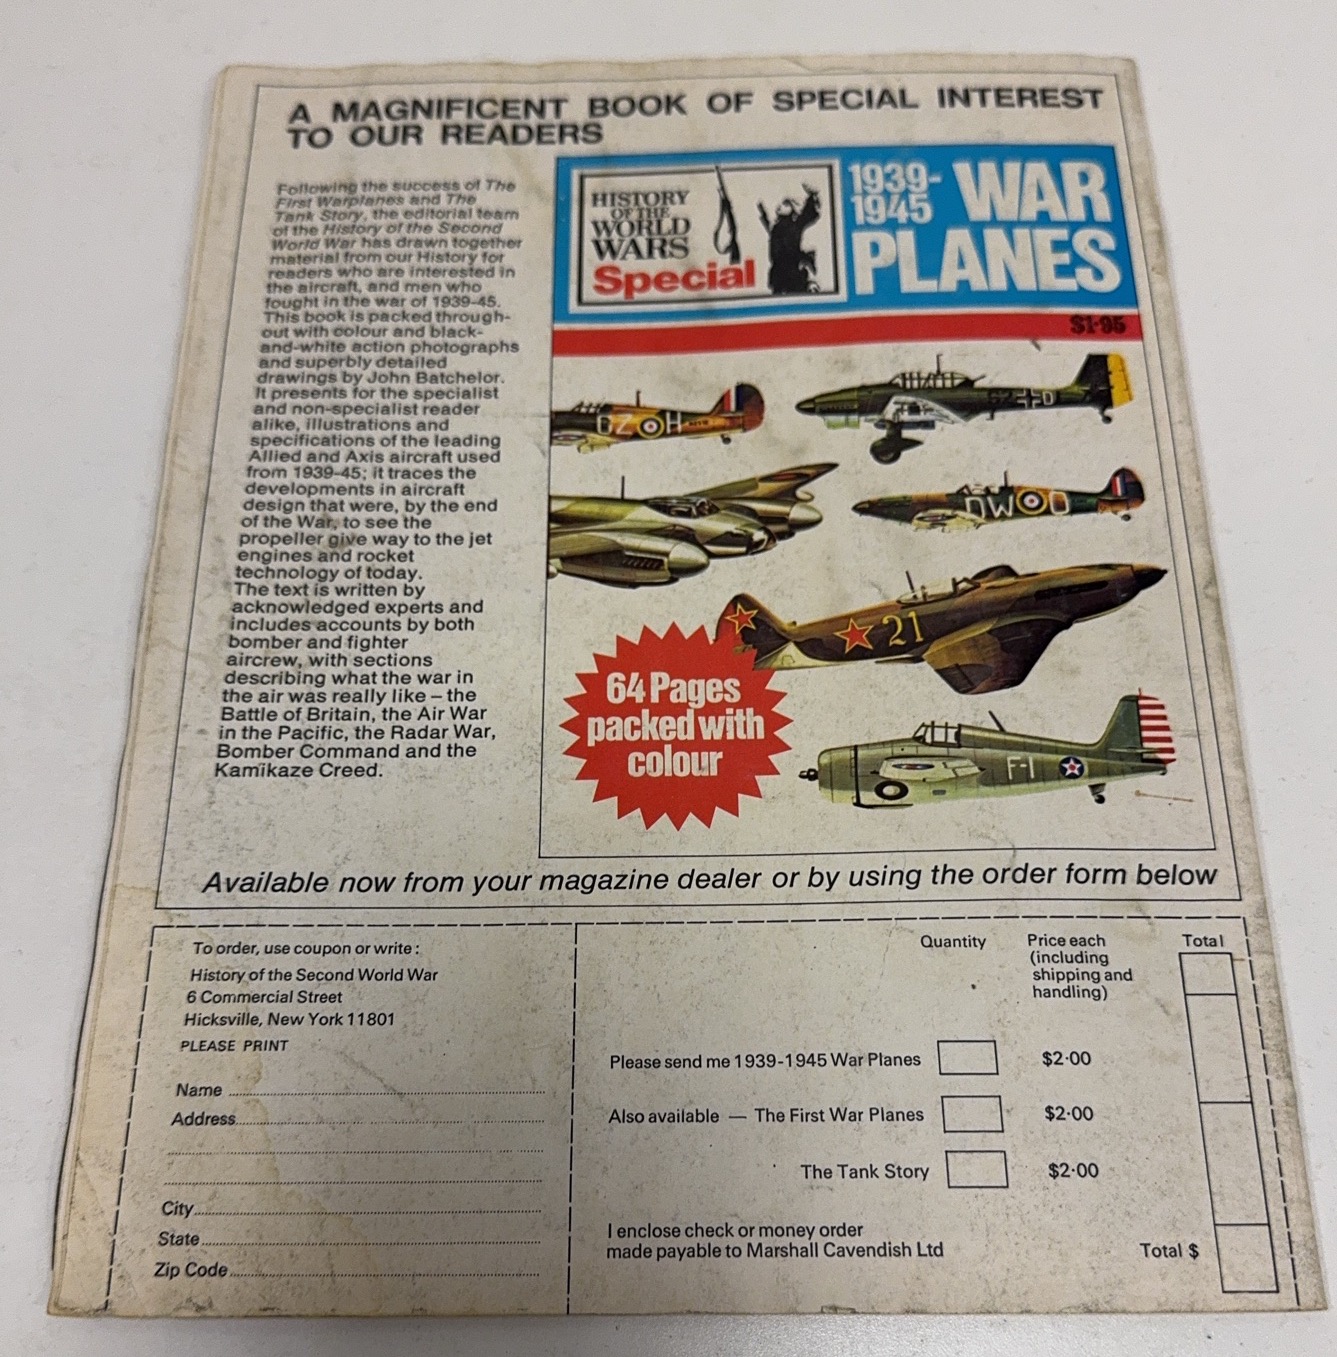 A MAGNIFICENT BOOK OF SPECIAL INTEREST
TO OUR READERS
Following the success of The
First Warplanes and The
Tank Story, the editorial team
of the History of the Second
World War has drawn together
material from our History for
readers who are interested in
the aircraft, and men who
fought in the war of 1939-45.
This book is packed through-
out with colour and black-
and-white action photographs
and superbly detailed
drawings by John Batchelor.
It presents for the specialist
and non-specialist reader
alike, illustrations and
specifications of the leading
Allied and Axis aircraft used
from 1939-45; it traces the
developments in aircraft
design that were, by the end
of the War, to see the
propeller give way to the jet
engines and rocket
technology of today.
The text is written by
acknowledged experts and
includes accounts by both
bomber and fighter
aircrew, with sections
describing what the war in
the air was really like – the
Battle of Britain, the Air War
in the Pacific, the Radar War,
Bomber Command and the
Kamikaze Creed.
HISTORY
OF THE
WORLD
WARS
Special
1939-
1945
WAR
PLANES
$1·95
GZ H
D
QW O
21
F-1
64 Pages
packed with
colour
Available now from your magazine dealer or by using the order form below
To order, use coupon or write:
History of the Second World War
6 Commercial Street
Hicksville, New York 11801
PLEASE PRINT
Name
Address
City
State
Zip Code
Quantity
Price each
(including
shipping and
handling)
Total
Please send me 1939-1945 War Planes $2·00
Also available — The First War Planes $2·00
The Tank Story $2·00
I enclose check or money order
made payable to Marshall Cavendish Ltd
Total $